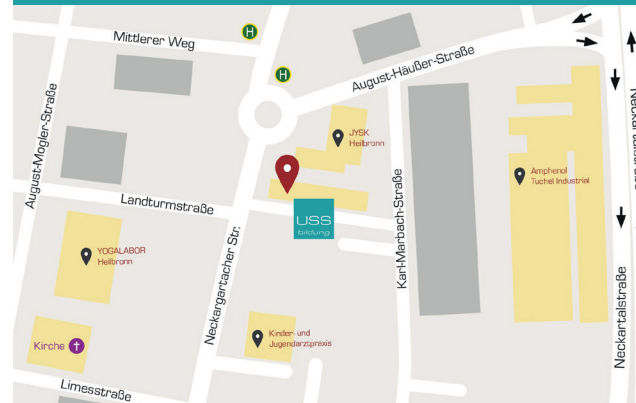 Mittlerer Weg
H
H
August-Häußer-Straße
August-Mogler-Straße
JYSK
Heilbronn
Amphenol
Tuchel Industrial
Landturmstraße
USS
bildung
Karl-Marbach-Straße
Neckargartacher Str.
YOGALABOR
Heilbronn
Kinder- und
Jugendarztpraxis
Kirche
Neckartalstraße
Limesstraße